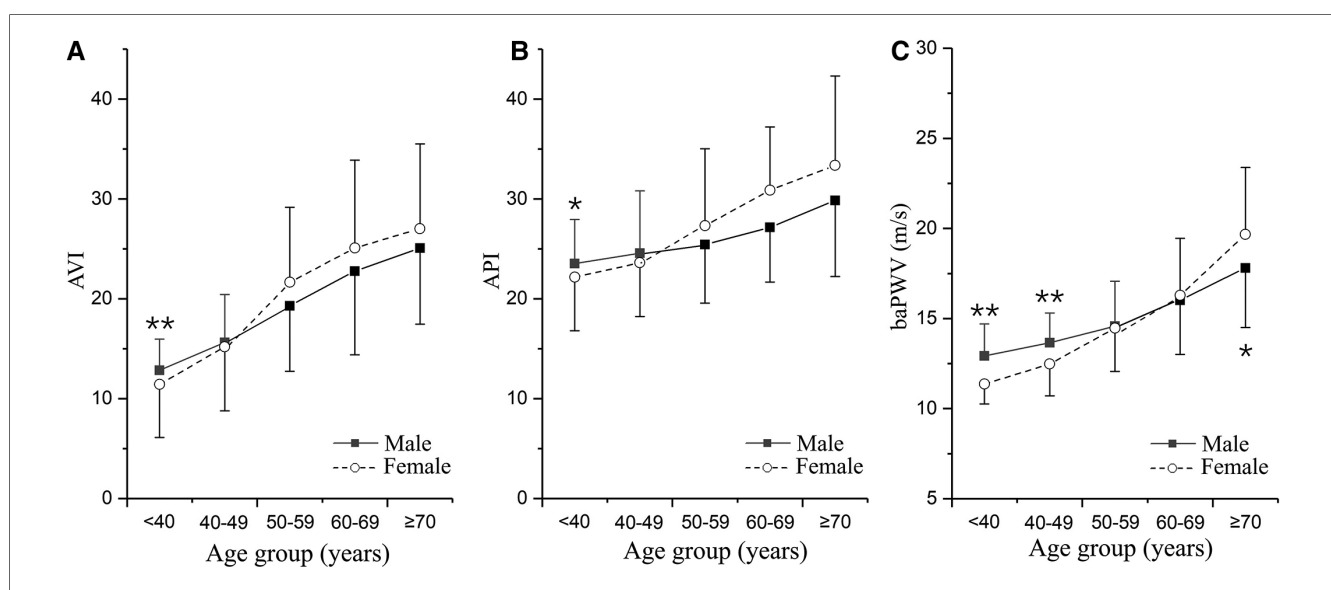 A
AVI
40
30
20
10
0
**
Male
Female
<40 40-49 50-59 60-69 ≥70
Age group (years)
B
API
40
30
20
10
0
*
Male
Female
<40 40-49 50-59 60-69 ≥70
Age group (years)
C
baPWV (m/s)
30
25
20
15
10
5
** **
*
Male
Female
<40 40-49 50-59 60-69 ≥70
Age group (years)